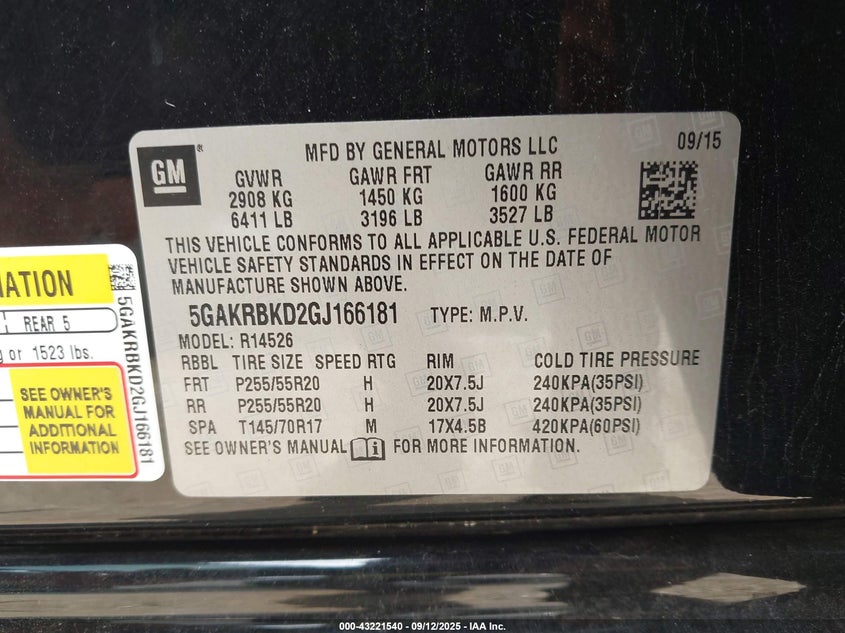 GM
MFD BY GENERAL MOTORS LLC
09/15
GVWR GAWR FRT GAWR RR
2908 KG 1450 KG 1600 KG
6411 LB 3196 LB 3527 LB
THIS VEHICLE CONFORMS TO ALL APPLICABLE U.S. FEDERAL MOTOR
VEHICLE SAFETY STANDARDS IN EFFECT ON THE DATE OF
MANUFACTURE SHOWN ABOVE.
5GAKRBKD2GJ166181 TYPE: M.P.V.
MODEL: R14526
RBBL TIRE SIZE SPEED RTG RIM COLD TIRE PRESSURE
FRT P255/55R20 H 20X7.5J 240KPA(35PSI)
RR P255/55R20 H 20X7.5J 240KPA(35PSI)
SPA T145/70R17 M 17X4.5B 420KPA(60PSI)
SEE OWNER'S MANUAL FOR MORE INFORMATION.
MATION
REAR 5
or 1523 lbs.
SEE OWNER'S
MANUAL FOR
ADDITIONAL
INFORMATION
5GAKRBKD2GJ166181
000-43221540 - 09/12/2025 - IAA Inc.